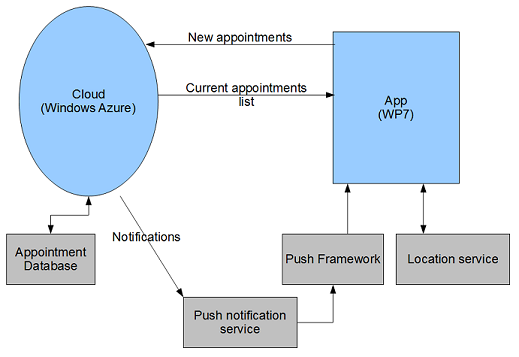 New appointments
Cloud
(Windows Azure)
Current appointments
list
App
(WP7)
Notifications
Appointment
Database
Push Framework
Location service
Push notification
service